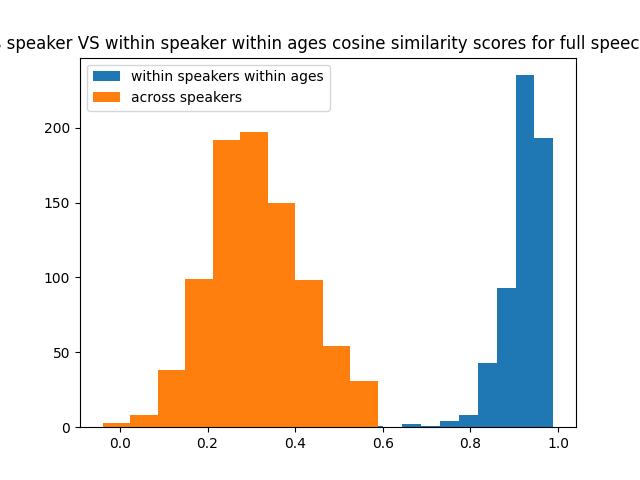 speaker VS within speaker within ages cosine similarity scores for full speec
within speakers within ages
across speakers
200
150
100
50
0
0.0 0.2 0.4 0.6 0.8 1.0